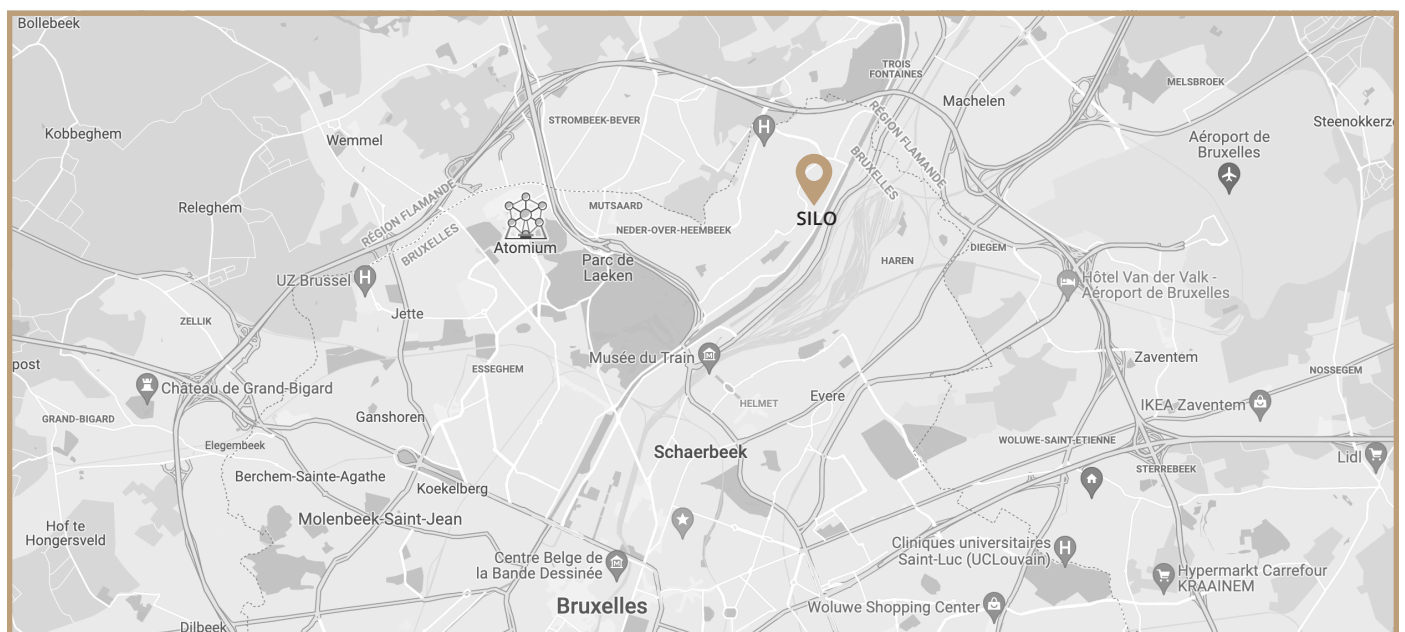 Bollebeek
TROIS
FONTAINES
MELSBROEK
Machelen
STROMBEEK-BEVER
Steenokkerz
Kobbeghem
Wemmel
H
RÉGION FLAMANDE
BRUXELLES
Aéroport de
Bruxelles
SILO
Releghem
RÉGION FLAMANDE
BRUXELLES
MUTSAARD
NEDER-OVER-HEEMBEEK
Atomium
DIEGEM
HAREN
Parc de
Laeken
UZ Brussel
H
Hôtel Van der Valk -
Aéroport de Bruxelles
Jette
ZELLIK
Musée du Train
Zaventem
post
ESSEGHEM
NOSSEGEM
Château de Grand-Bigard
HELMET
Evere
IKEA Zaventem
GRAND-BIGARD
Ganshoren
Elegembeek
WOLUWE-SAINT-ETIENNE
Schaerbeek
Lidl
STERREBEEK
Berchem-Sainte-Agathe
Koekelberg
Molenbeek-Saint-Jean
Hof te
Hongersveld
Cliniques universitaires
Saint-Luc (UCLouvain)
H
Centre Belge de
la Bande Dessinée
Hypermarkt Carrefour
KRAAINEM
Bruxelles
Woluwe Shopping Center
Dilbeek